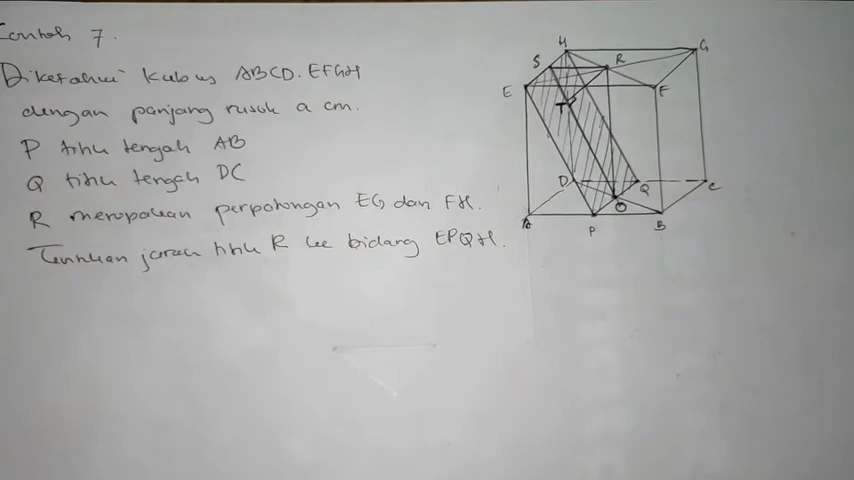 Contoh 7.
Diketahui kubus ABCD.EFGH
dengan panjang rusuk a cm.
P titik tengah AB
Q titik tengah DC
R merupakan perpotongan EG dan FH.
Tentukan jarak titik R ke bidang EPQH.
H
G
S
R
E
F
T
D
Q
C
O
A
P
B